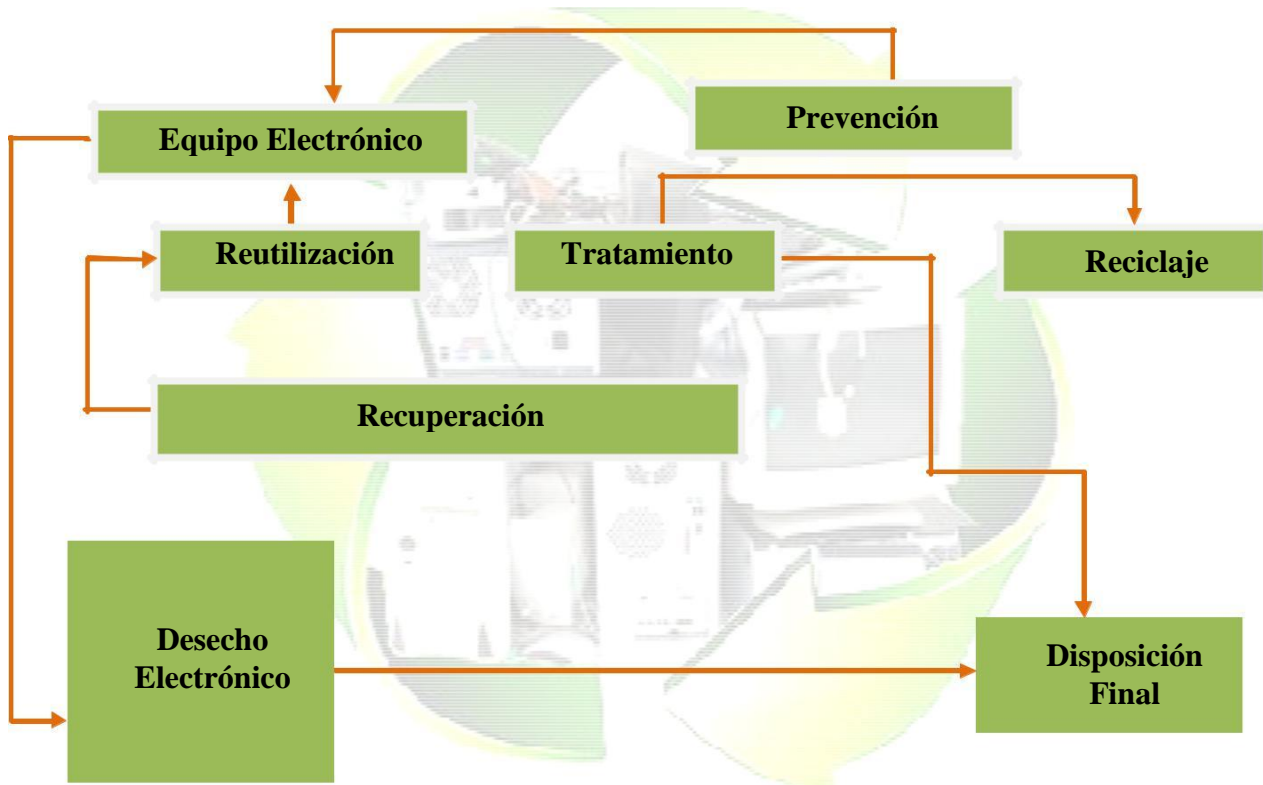 Prevención
Equipo Electrónico
Reutilización
Tratamiento
Reciclaje
Recuperación
Desecho
Electrónico
Disposición
Final